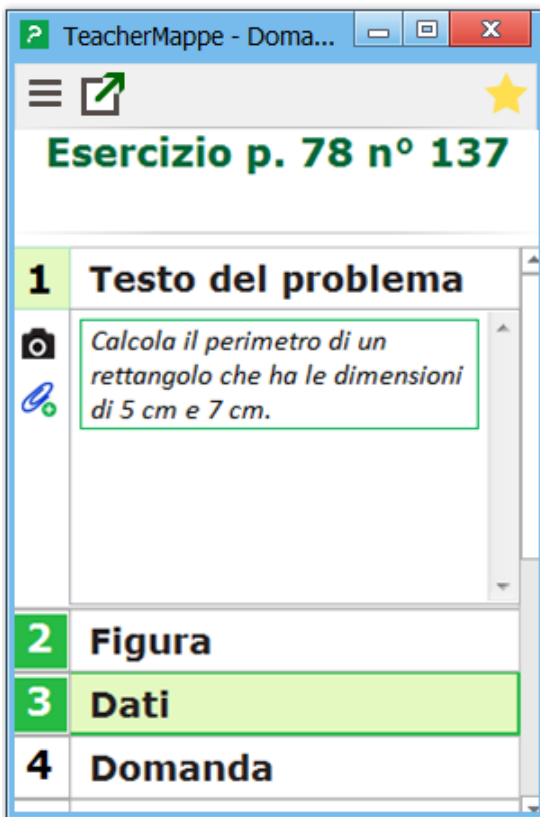 TeacherMappe - Doma...
Esercizio p. 78 n° 137
1 Testo del problema
Calcola il perimetro di un
rettangolo che ha le dimensioni
di 5 cm e 7 cm.
2 Figura
3 Dati
4 Domanda